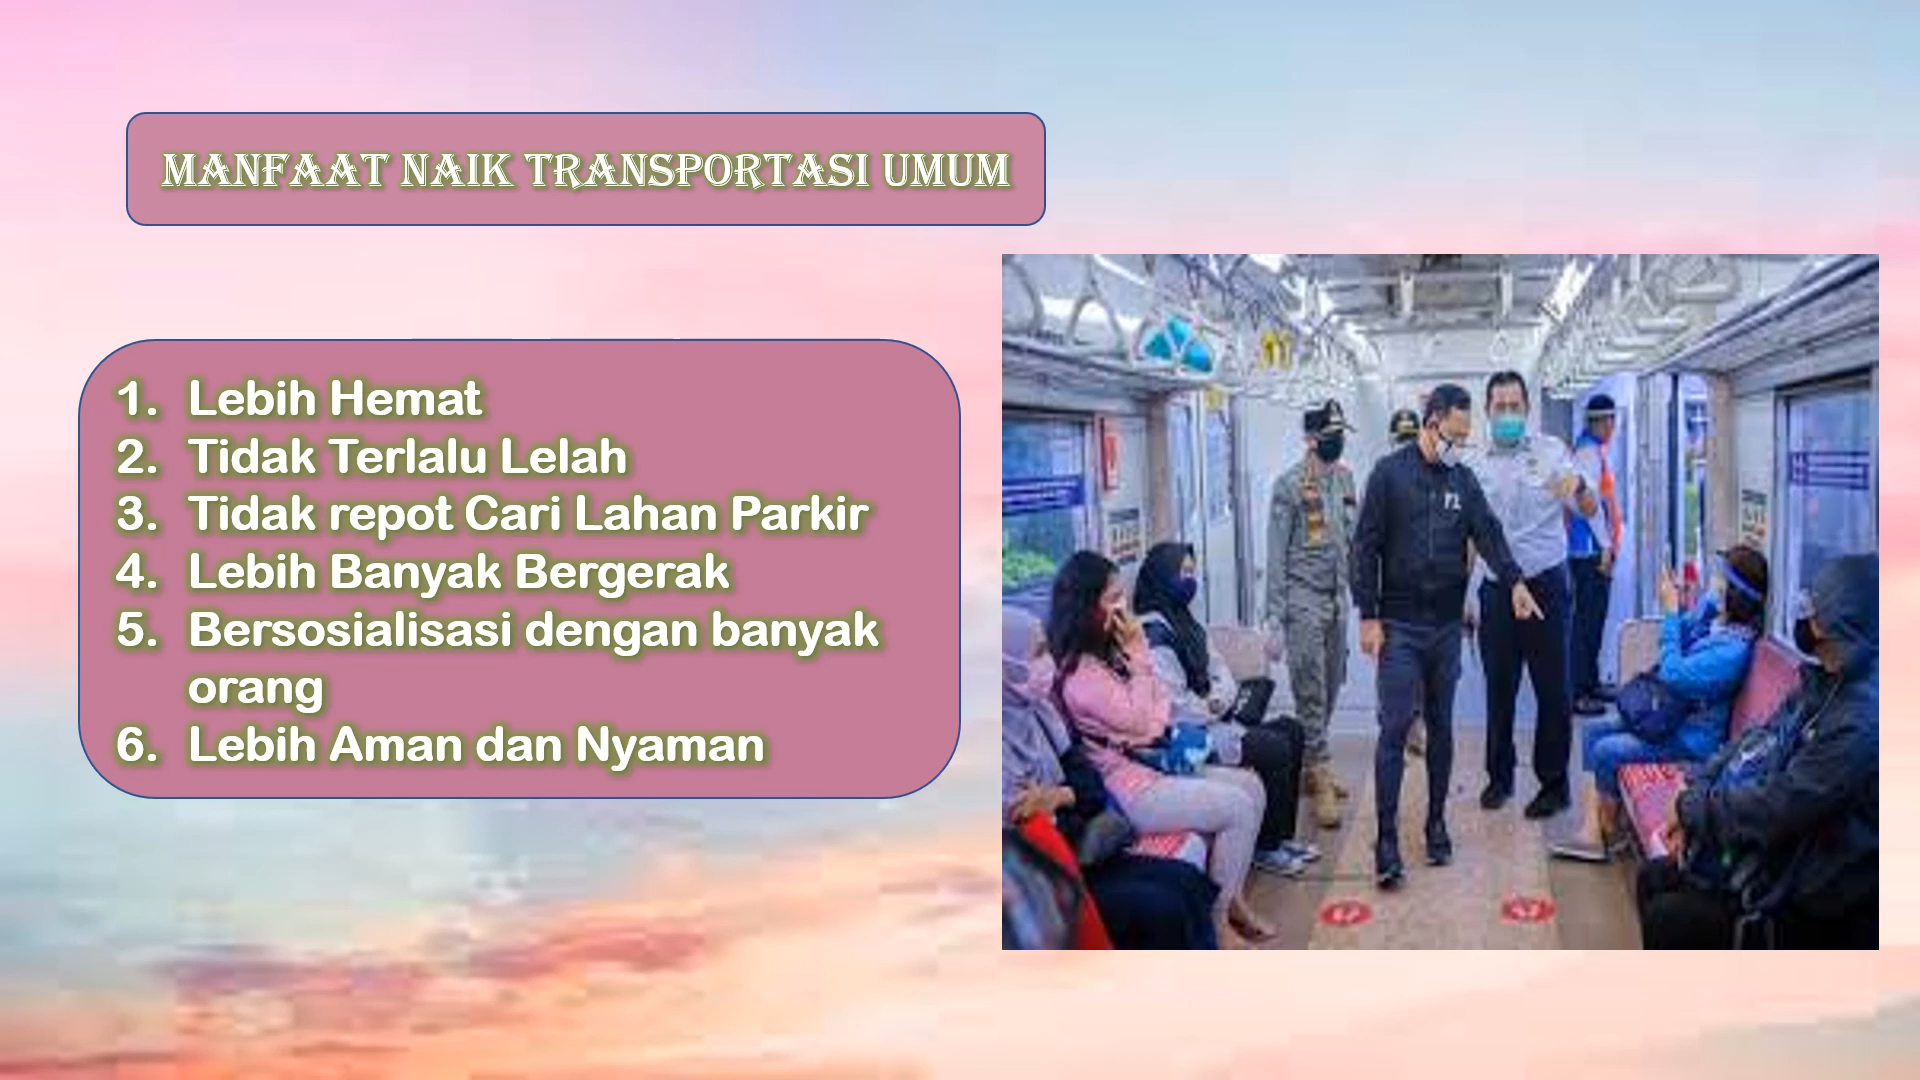 MANFAAT NAIK TRANSPORTASI UMUM
1. Lebih Hemat
2. Tidak Terlalu Lelah
3. Tidak repot Cari Lahan Parkir
4. Lebih Banyak Bergerak
5. Bersosialisasi dengan banyak
orang
6. Lebih Aman dan Nyaman